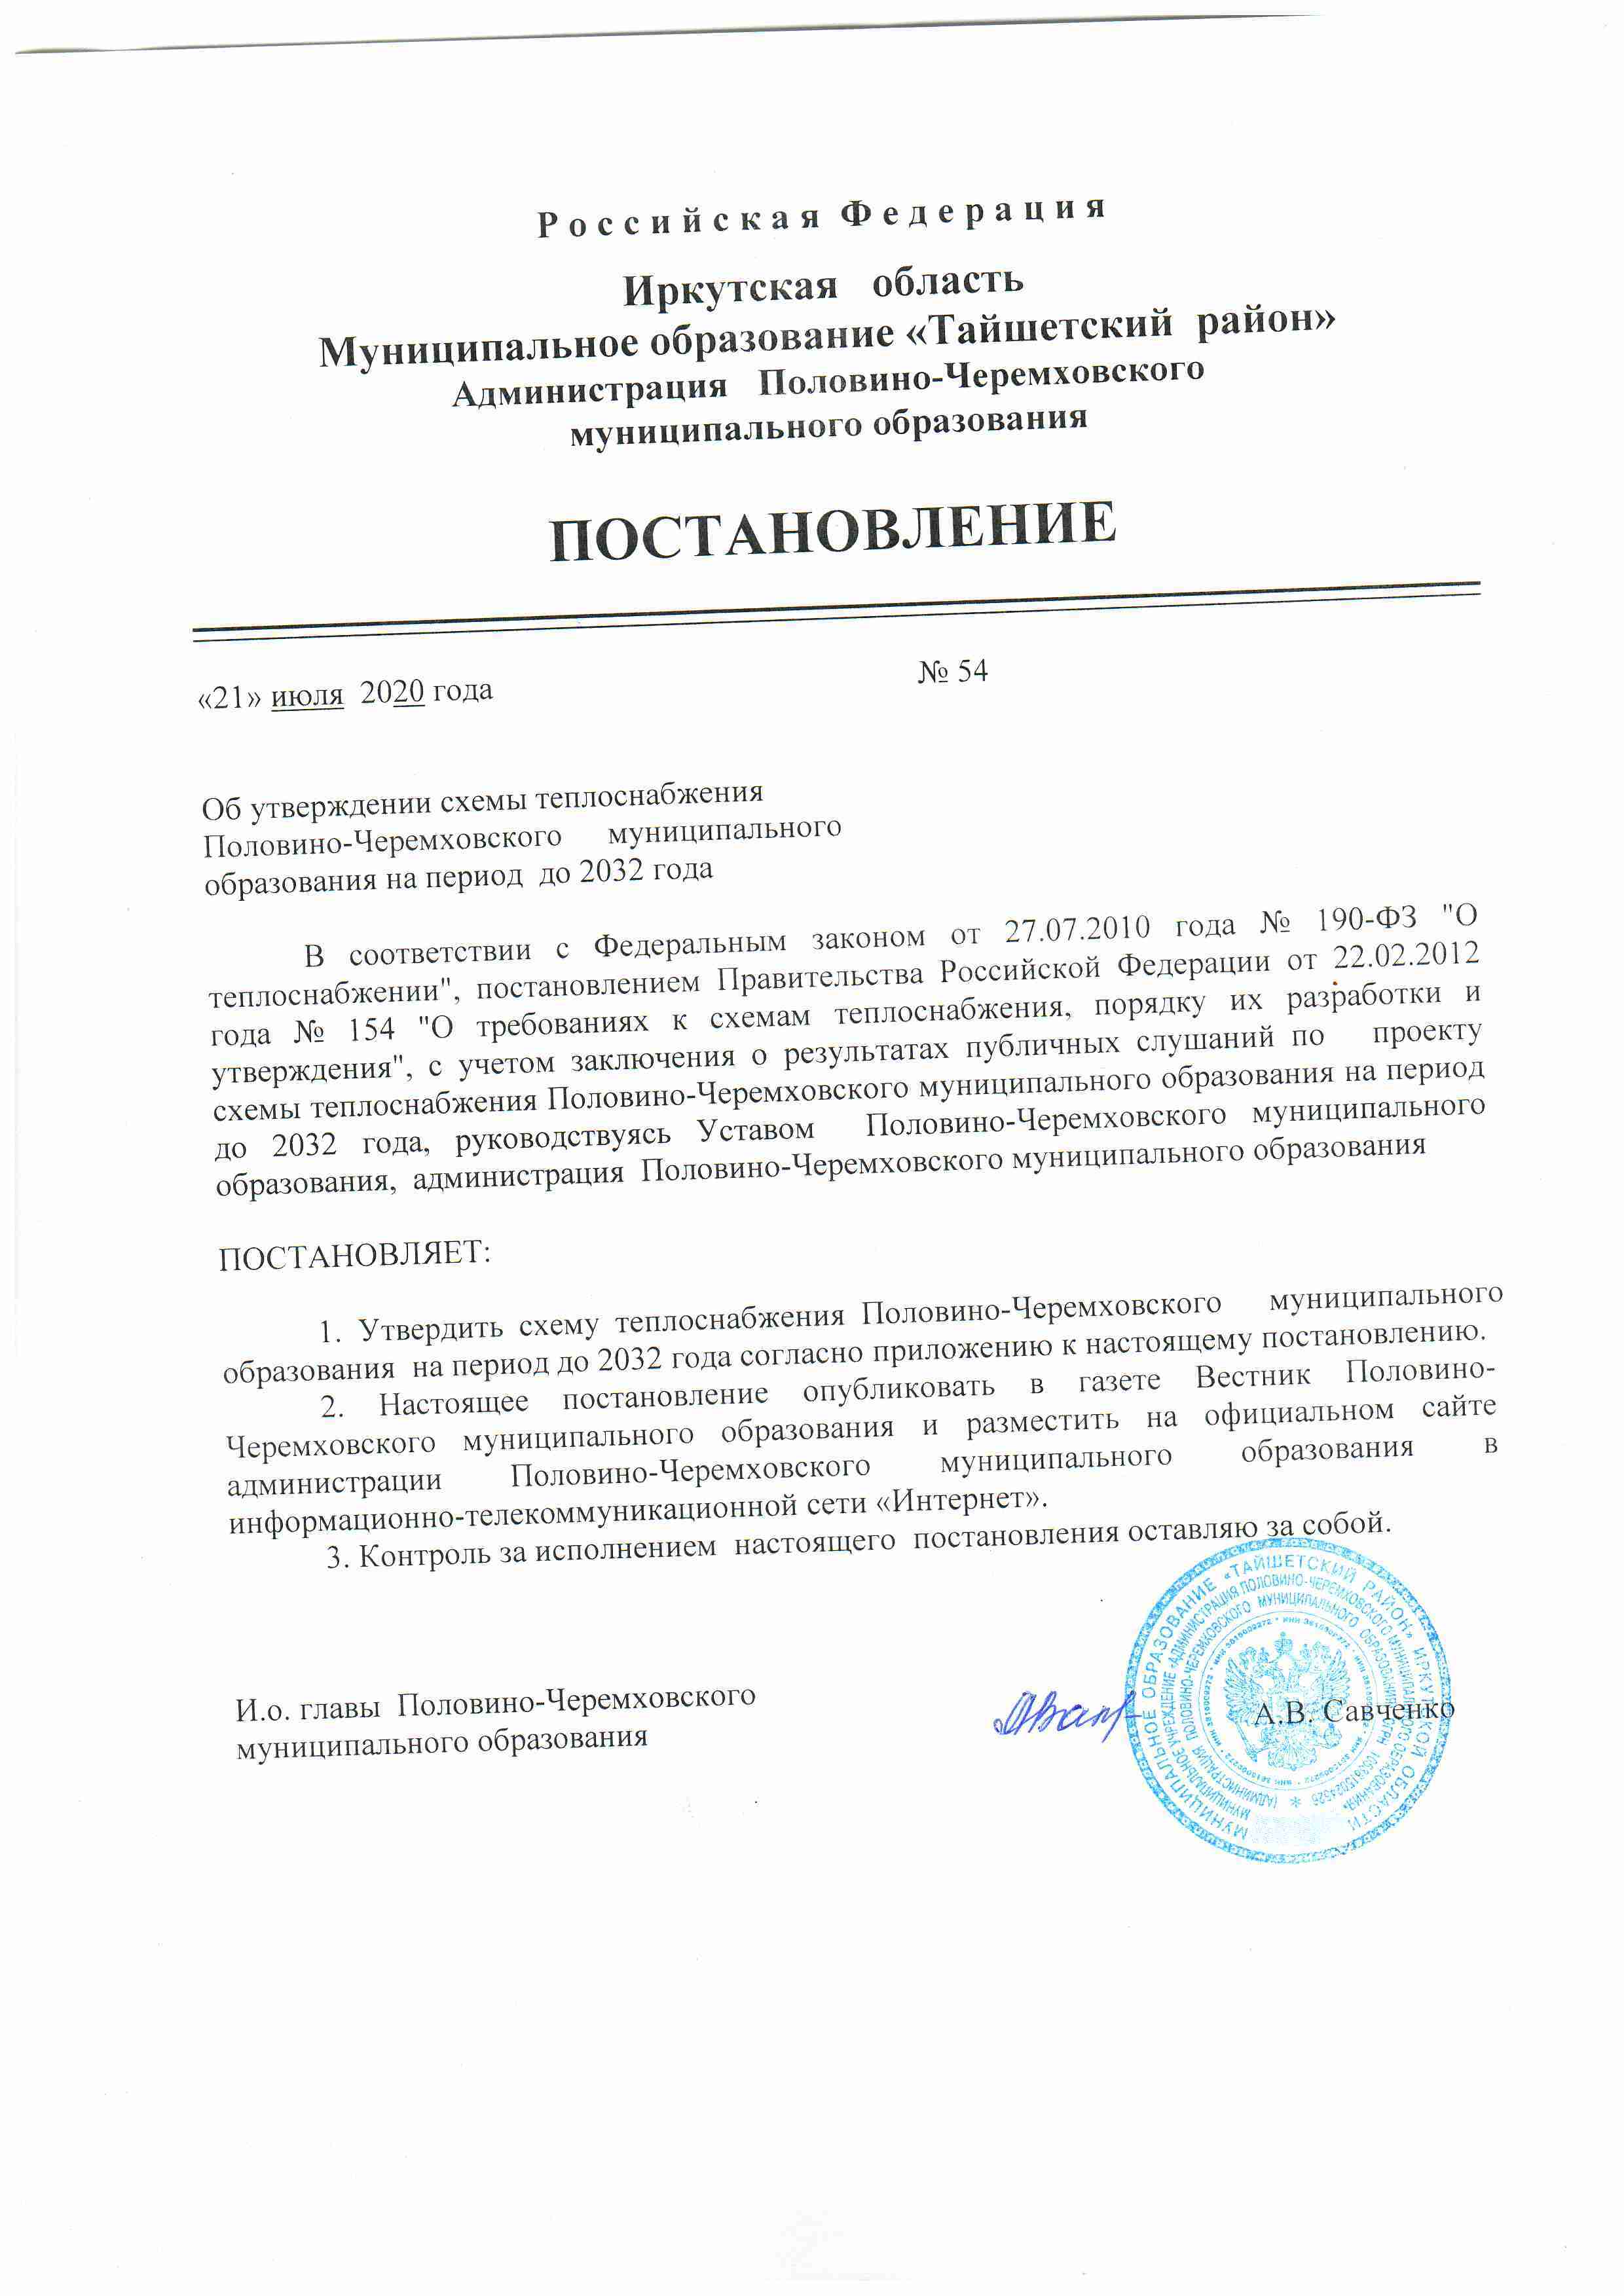 Российская Федерация
Иркутская область
Муниципальное образование «Тайшетский район»
Администрация Половино-Черемховского
муниципального образования
ПОСТАНОВЛЕНИЕ
«21» июля 2020 года № 54
Об утверждении схемы теплоснабжения
Половино-Черемховского муниципального
образования на период до 2032 года
В соответствии с Федеральным законом от 27.07.2010 года № 190-ФЗ "О
теплоснабжении", постановлением Правительства Российской Федерации от 22.02.2012
года № 154 "О требованиях к схемам теплоснабжения, порядку их разработки и
утверждения", с учетом заключения о результатах публичных слушаний по проекту
схемы теплоснабжения Половино-Черемховского муниципального образования на период
до 2032 года, руководствуясь Уставом Половино-Черемховского муниципального
образования, администрация Половино-Черемховского муниципального образования
ПОСТАНОВЛЯЕТ:
1. Утвердить схему теплоснабжения Половино-Черемховского муниципального
образования на период до 2032 года согласно приложению к настоящему постановлению.
2. Настоящее постановление опубликовать в газете Вестник Половино-
Черемховского муниципального образования и разместить на официальном сайте
администрации Половино-Черемховского муниципального образования в
информационно-телекоммуникационной сети «Интернет».
3. Контроль за исполнением настоящего постановления оставляю за собой.
И.о. главы Половино-Черемховского
муниципального образования
А.В. Савченко
МУНИЦИПАЛЬНОЕ ОБРАЗОВАНИЕ «ТАЙШЕТСКИЙ РАЙОН» ИРКУТСКОЙ ОБЛАСТИ
МУНИЦИПАЛЬНОЕ УЧРЕЖДЕНИЕ «АДМИНИСТРАЦИЯ ПОЛОВИНО-ЧЕРЕМХОВСКОГО МУНИЦИПАЛЬНОГО ОБРАЗОВАНИЯ»
(АДМИНИСТРАЦИЯ ПОЛОВИНО-ЧЕРЕМХОВСКОГО МУНИЦИПАЛЬНОГО ОБРАЗОВАНИЯ)